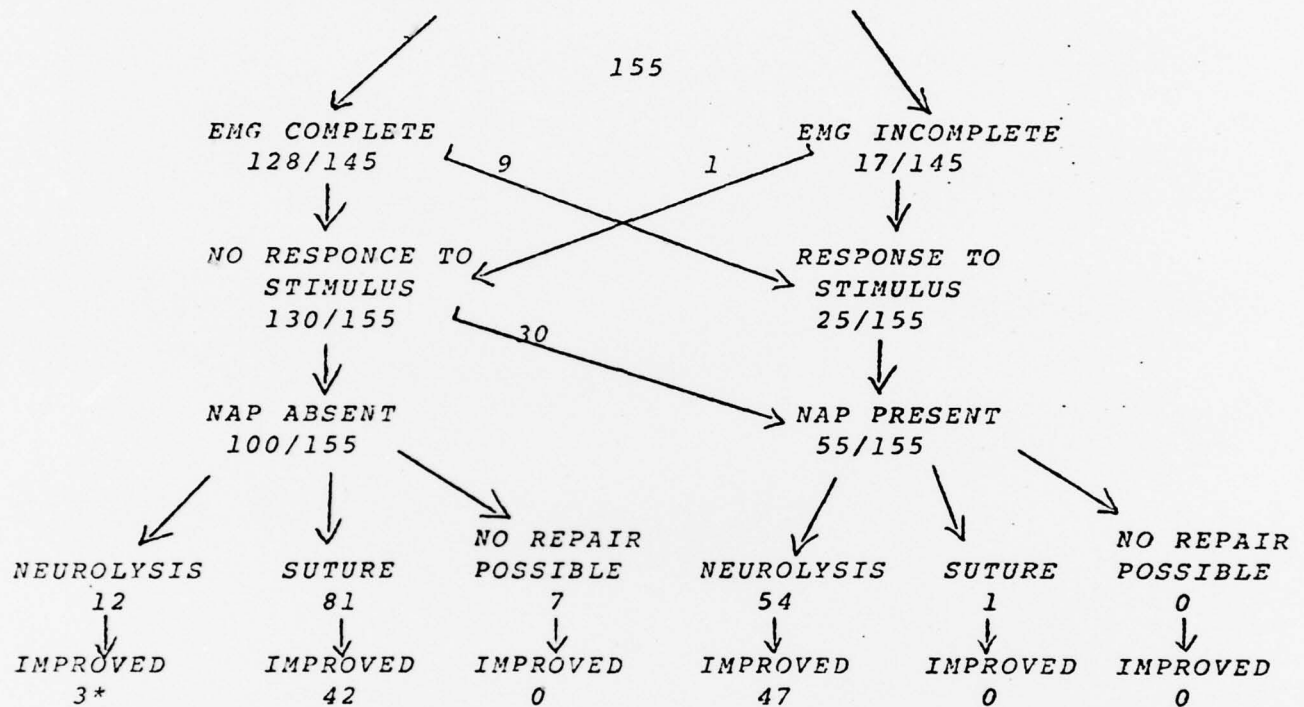 155
EMG COMPLETE EMG INCOMPLETE
128/145 9 1 17/145
NO RESPONCE TO RESPONSE TO
STIMULUS STIMULUS
130/155 25/155
30
NAP ABSENT NAP PRESENT
100/155 55/155
NO REPAIR NO REPAIR
NEUROLYSIS SUTURE POSSIBLE NEUROLYSIS SUTURE POSSIBLE
12 81 7 54 1 0
IMPROVED IMPROVED IMPROVED IMPROVED IMPROVED IMPROVED
3* 42 0 47 0 0